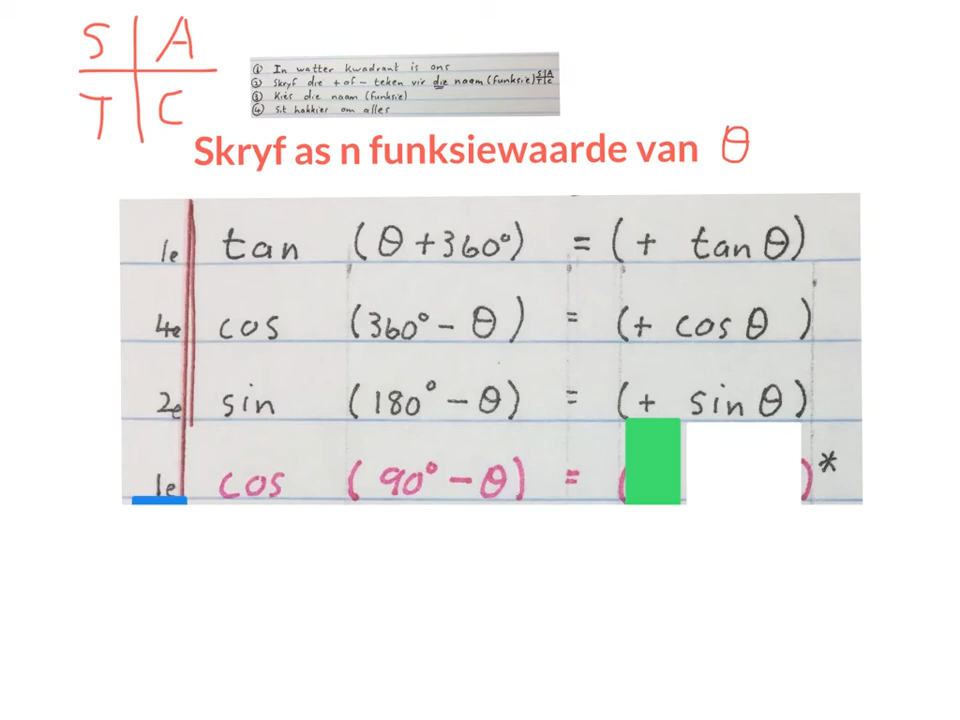 S A
T C
① In watter kwadrant is ons
② Skryf die + of - teken vir die naam (funksie) S A T C
③ Kies die naam (funksie)
④ Sit hakkies om alles
Skryf as n funksiewaarde van θ
1e tan (θ + 360°) = (+ tan θ)
4e cos (360° - θ) = (+ cos θ )
2e sin (180° - θ) = (+ sin θ)
1e cos (90° - θ) = ( )*